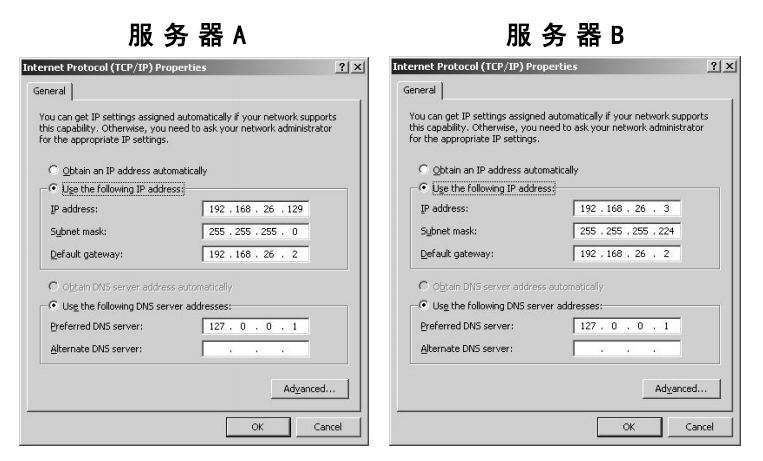 服务器A
Internet Protocol (TCP/IP) Properties
? ×
General
You can get IP settings assigned automatically if your network supports
this capability. Otherwise, you need to ask your network administrator
for the appropriate IP settings.
Obtain an IP address automatically
Use the following IP address:
IP address: 192 . 168 . 26 . 129
Subnet mask: 255 . 255 . 255 . 0
Default gateway: 192 . 168 . 26 . 2
Obtain DNS server address automatically
Use the following DNS server addresses:
Preferred DNS server: 127 . 0 . 0 . 1
Alternate DNS server: . . .
Advanced...
OK Cancel
服务器B
Internet Protocol (TCP/IP) Properties
? ×
General
You can get IP settings assigned automatically if your network supports
this capability. Otherwise, you need to ask your network administrator
for the appropriate IP settings.
Obtain an IP address automatically
Use the following IP address:
IP address: 192 . 168 . 26 . 3
Subnet mask: 255 . 255 . 255 . 224
Default gateway: 192 . 168 . 26 . 2
Obtain DNS server address automatically
Use the following DNS server addresses:
Preferred DNS server: 127 . 0 . 0 . 1
Alternate DNS server: . . .
Advanced...
OK Cancel